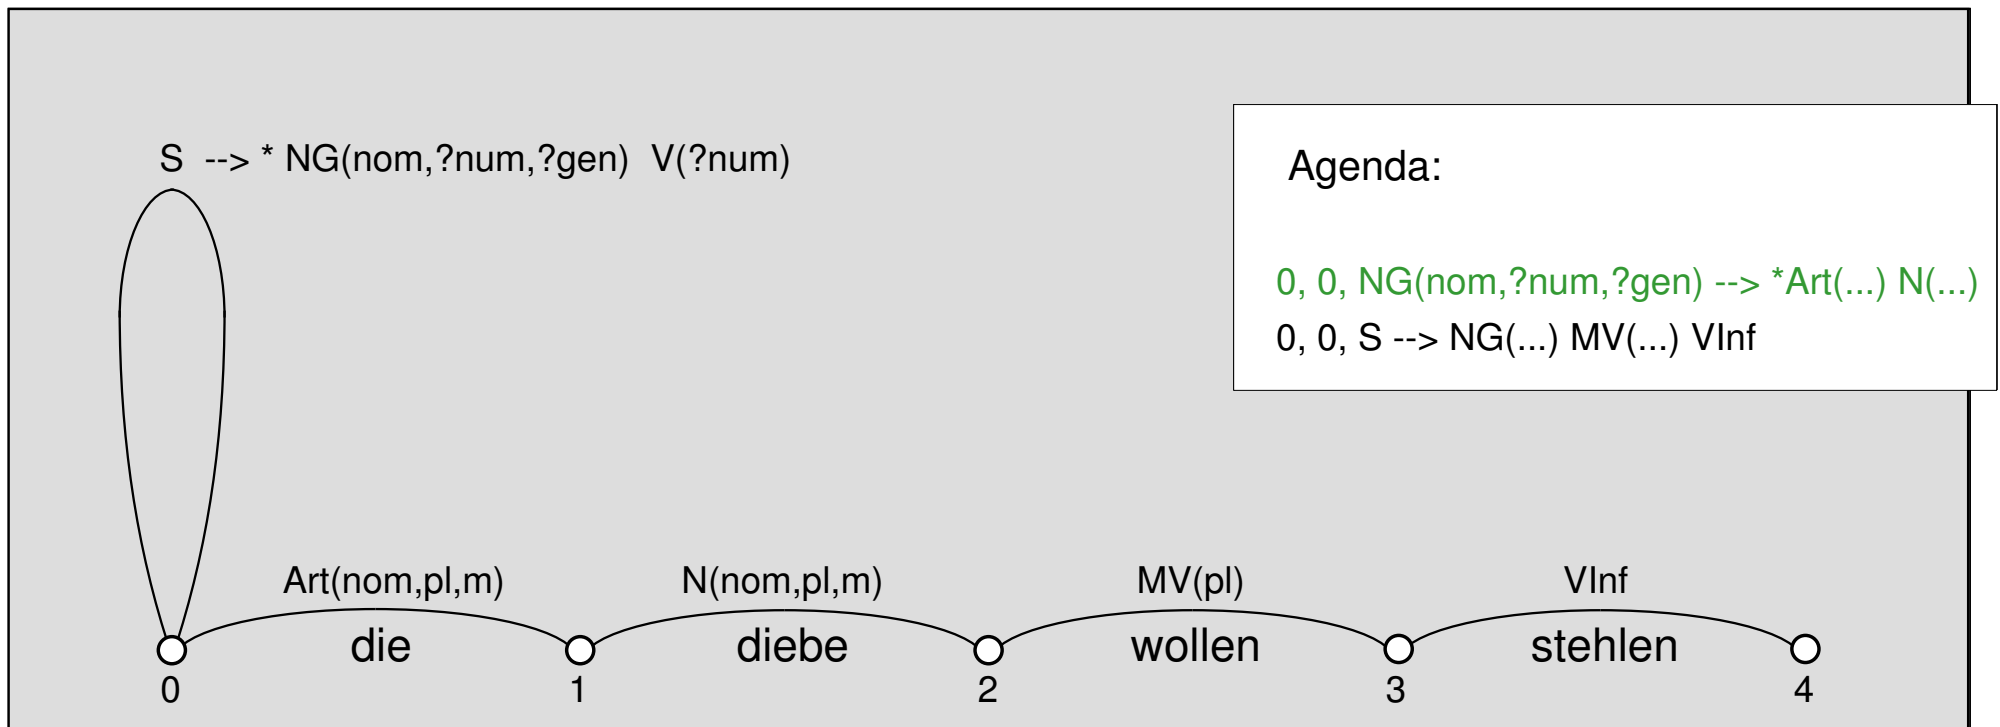 S --> * NG(nom,?num,?gen) V(?num)
Agenda:
0, 0, NG(nom,?num,?gen) --> *Art(...) N(...)
0, 0, S --> NG(...) MV(...) VInf
Art(nom,pl,m) N(nom,pl,m) MV(pl) VInf
die diebe wollen stehlen
0 1 2 3 4